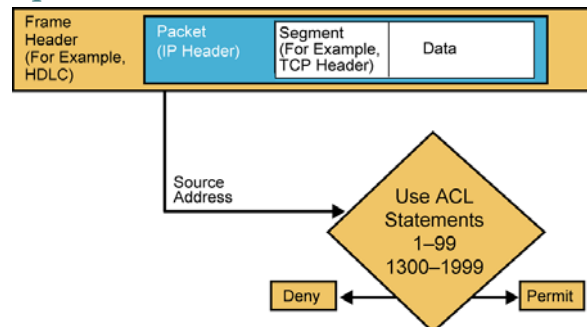 Frame
Header
(For Example,
HDLC)
Packet
(IP Header)
Segment
(For Example,
TCP Header)
Data
Source
Address
Use ACL
Statements
1–99
1300–1999
Deny
Permit